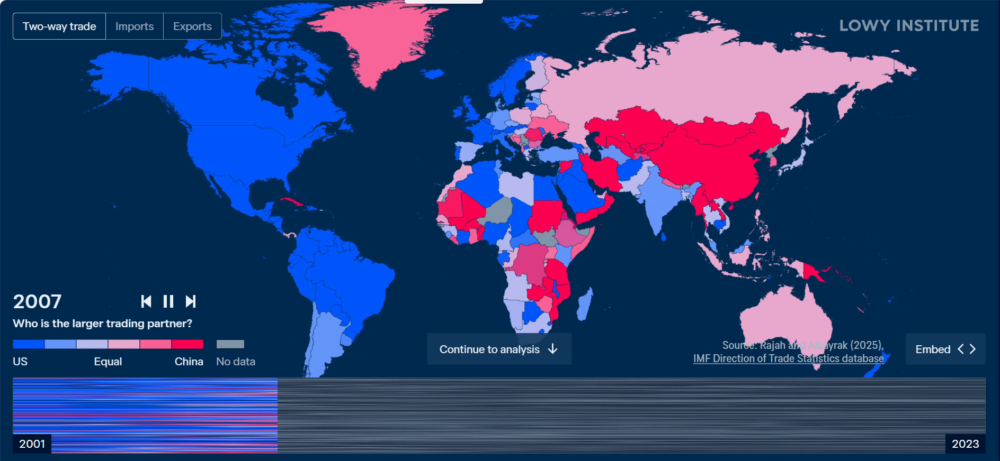 Two-way trade
Imports
Exports
LOWY INSTITUTE
2007
Who is the larger trading partner?
US
Equal
China
No data
Continue to analysis
Source: Rajah and Albayrak (2025),
IMF Direction of Trade Statistics database
Embed
2001
2023